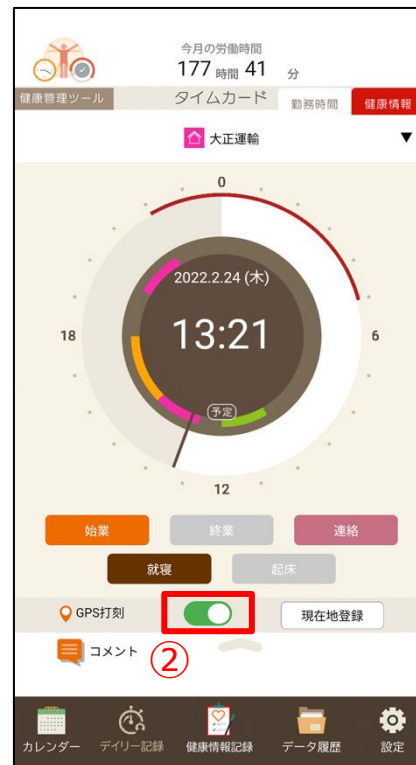 今月の労働時間
177 時間 41 分
健康管理ツール タイムカード 勤務時間 健康情報
大正運輸 ▼
0
2022.2.24 (木)
18 13:21 6
予定
12
始業 終業 連絡
就寝 起床
GPS打刻 現在地登録
コメント ②
カレンダー デイリー記録 健康情報記録 データ履歴 設定